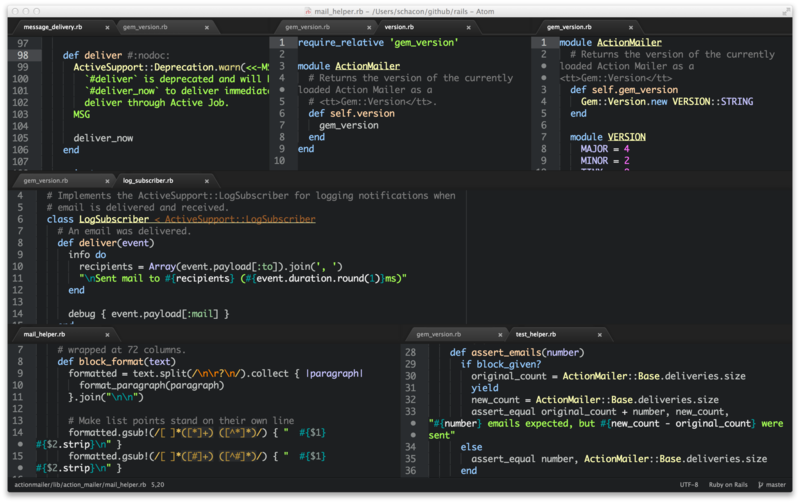 mail_helper.rb – /Users/schacon/github/rails – Atom
message_delivery.rb × gem_version.rb ×
97
98 def deliver #:nodoc:
99 ActiveSupport::Deprecation.warn(<<-MS
100 `#deliver` is deprecated and will b
101 `#deliver_now` to deliver immediate
102 deliver through Active Job.
103 MSG
104
105 deliver_now
106 end
107
108
gem_version.rb × version.rb ×
1 require_relative 'gem_version'
2
3 module ActionMailer
4 # Returns the version of the currently
• loaded Action Mailer as a
5 # <tt>Gem::Version</tt>.
6 def self.version
7 gem_version
8 end
9 end
10
gem_version.rb ×
1 module ActionMailer
2 # Returns the version of the currently
• loaded Action Mailer as a
• <tt>Gem::Version</tt>
3 def self.gem_version
4 Gem::Version.new VERSION::STRING
5 end
6
7 module VERSION
8 MAJOR = 4
9 MINOR = 2
gem_version.rb × log_subscriber.rb ×
4 # Implements the ActiveSupport::LogSubscriber for logging notifications when
5 # email is delivered and received.
6 class LogSubscriber < ActiveSupport::LogSubscriber
7 # An email was delivered.
8 def deliver(event)
9 info do
10 recipients = Array(event.payload[:to]).join(', ')
11 "\nSent mail to #{recipients} (#{event.duration.round(1)}ms)"
12 end
13
14 debug { event.payload[:mail] }
15 end
mail_helper.rb ×
7 # wrapped at 72 columns.
8 def block_format(text)
9 formatted = text.split(/\n\r?\n/).collect { |paragraph|
10 format_paragraph(paragraph)
11 }.join("\n\n")
12
13 # Make list points stand on their own line
14 formatted.gsub!(/[ ]*([*]+) ([^*]*)/) { " #{$1}
• #{$2.strip}\n" }
15 formatted.gsub!(/[ ]*([#]+) ([^#]*)/) { " #{$1}
• #{$2.strip}\n" }
gem_version.rb × test_helper.rb ×
28 def assert_emails(number)
29 if block_given?
30 original_count = ActionMailer::Base.deliveries.size
31 yield
32 new_count = ActionMailer::Base.deliveries.size
33 assert_equal original_count + number, new_count,
• "#{number} emails expected, but #{new_count - original_count} were
• sent"
34 else
35 assert_equal number, ActionMailer::Base.deliveries.size
36 end
actionmailer/lib/action_mailer/mail_helper.rb 5,20
UTF-8 Ruby on Rails master